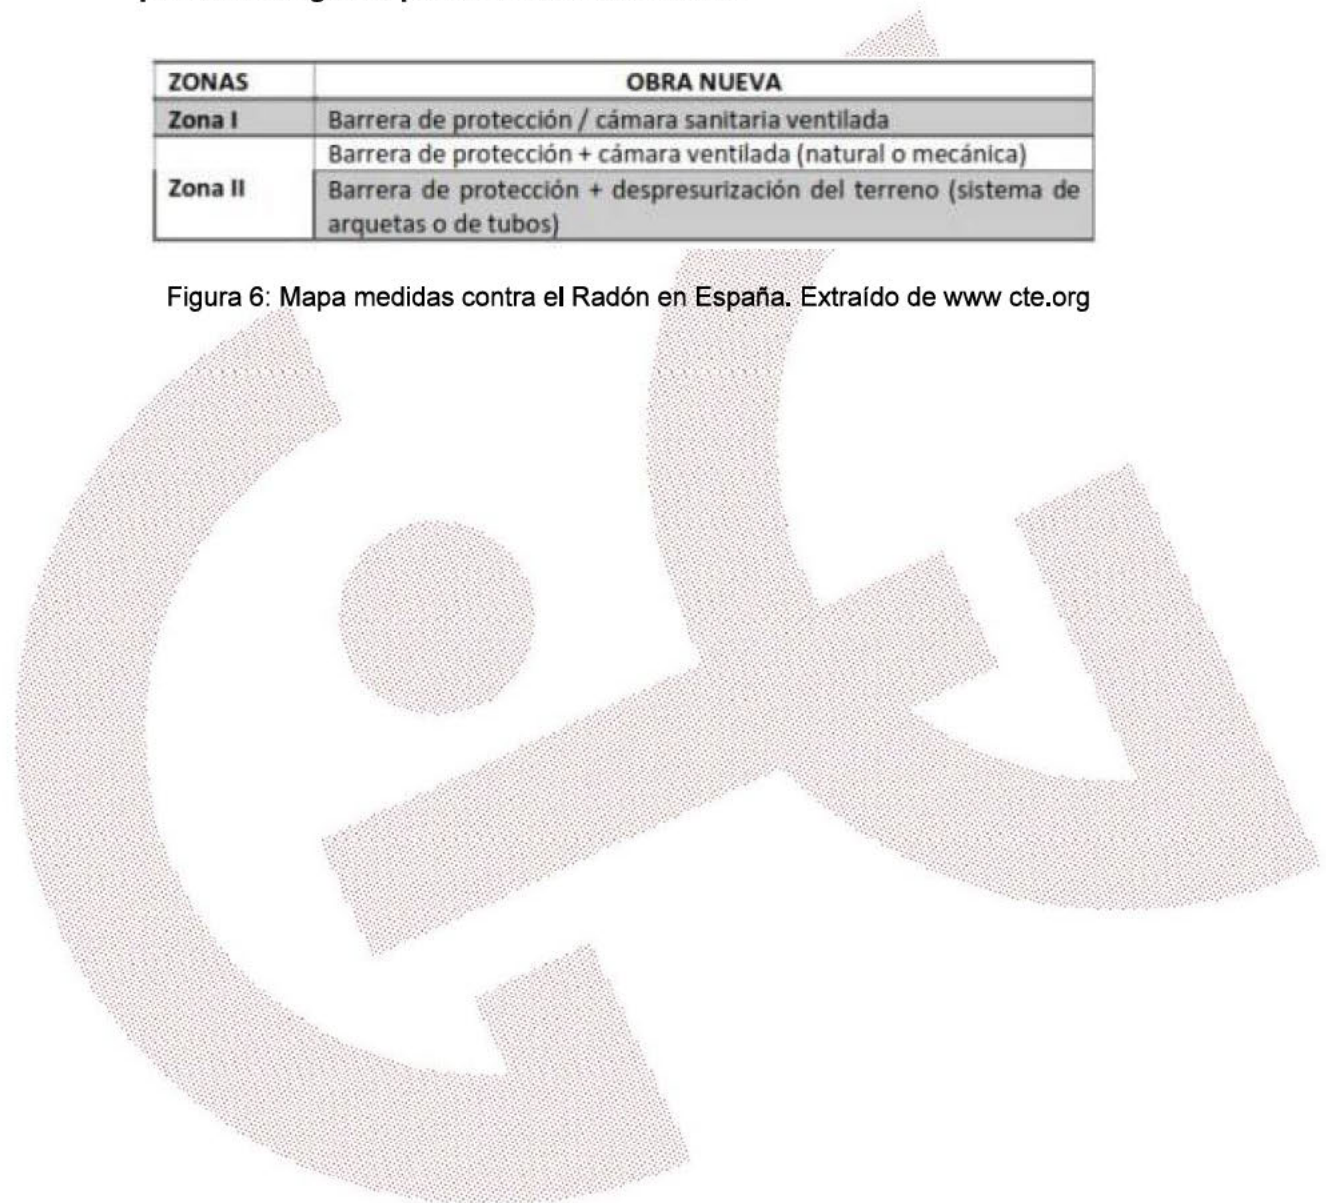 ZONAS OBRA NUEVA
Zona I Barrera de protección / cámara sanitaria ventilada
Barrera de protección + cámara ventilada (natural o mecánica)
Zona II Barrera de protección + despresurización del terreno (sistema de
arquetas o de tubos)
Figura 6: Mapa medidas contra el Radón en España. Extraído de www cte.org